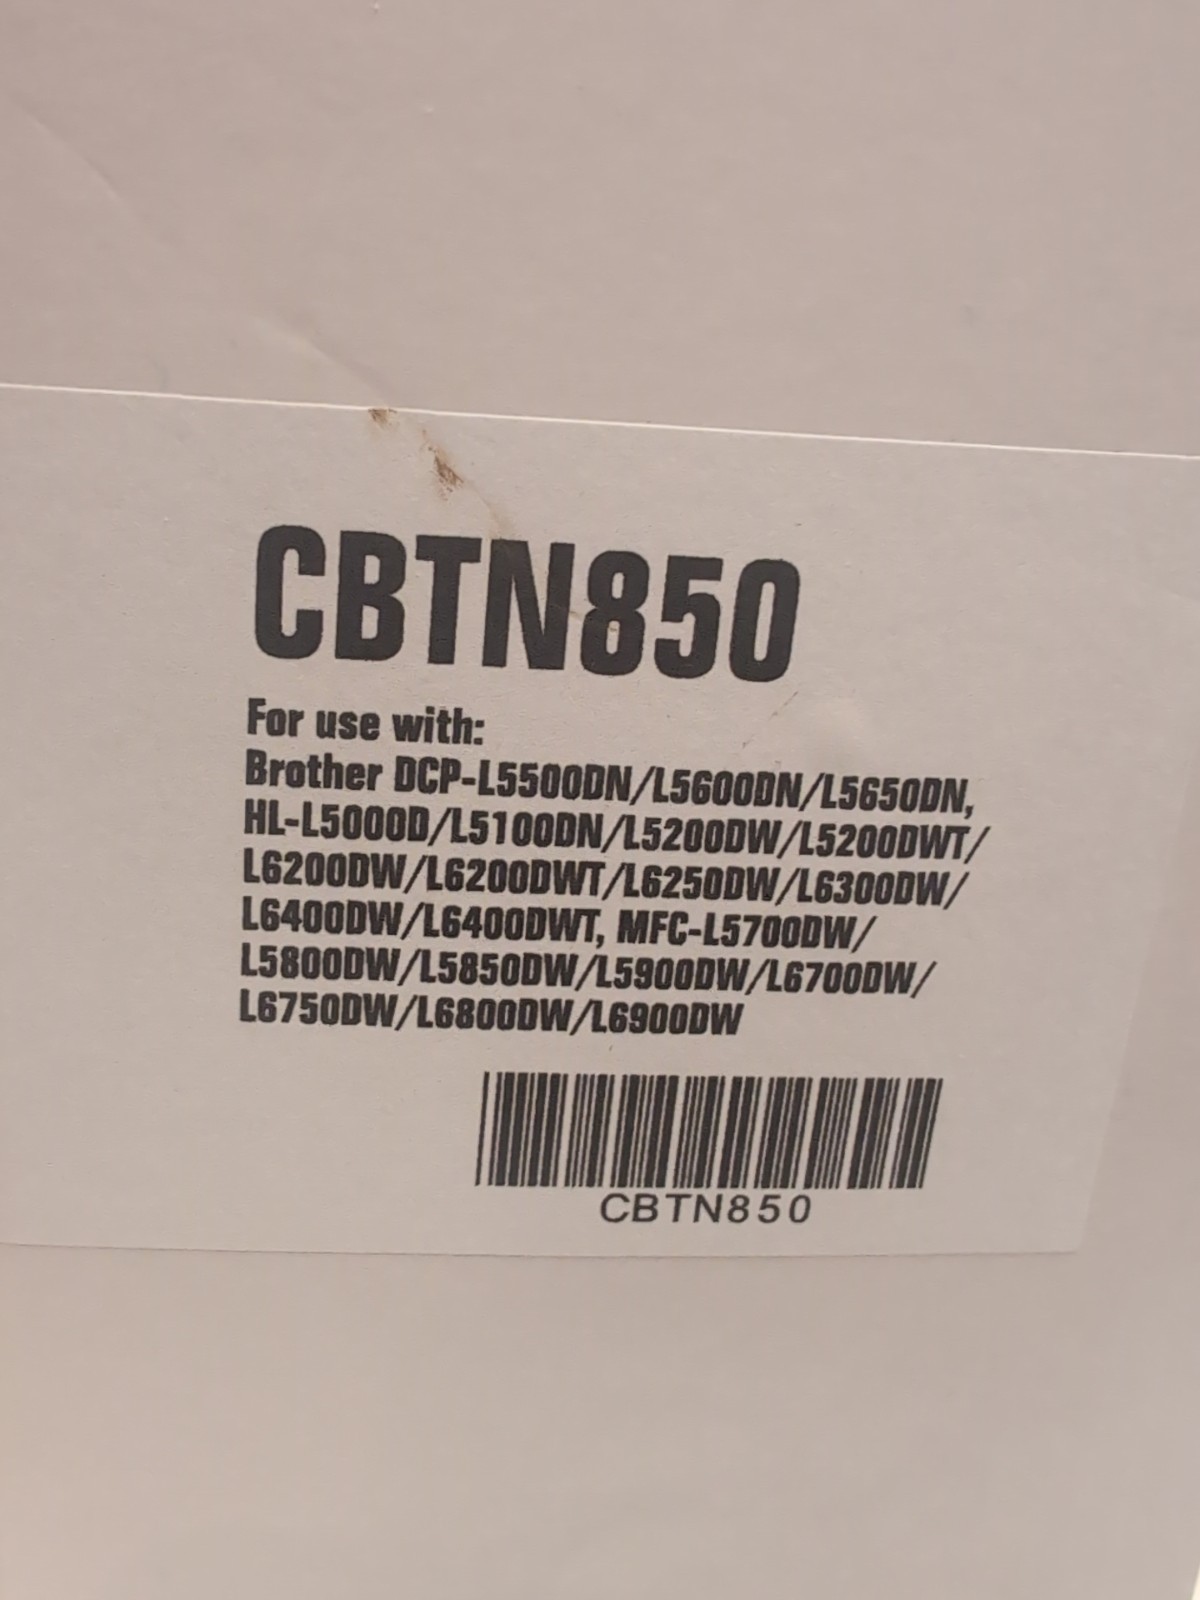 CBTN850
For use with:
Brother DCP-L5500DN/L5600DN/L5650DN,
HL-L5000D/L5100DN/L5200DW/L5200DWT/
L6200DW/L6200DWT/L6250DW/L6300DW/
L6400DW/L6400DWT, MFC-L5700DW/
L5800DW/L5850DW/L5900DW/L6700DW/
L6750DW/L6800DW/L6900DW
CBTN850